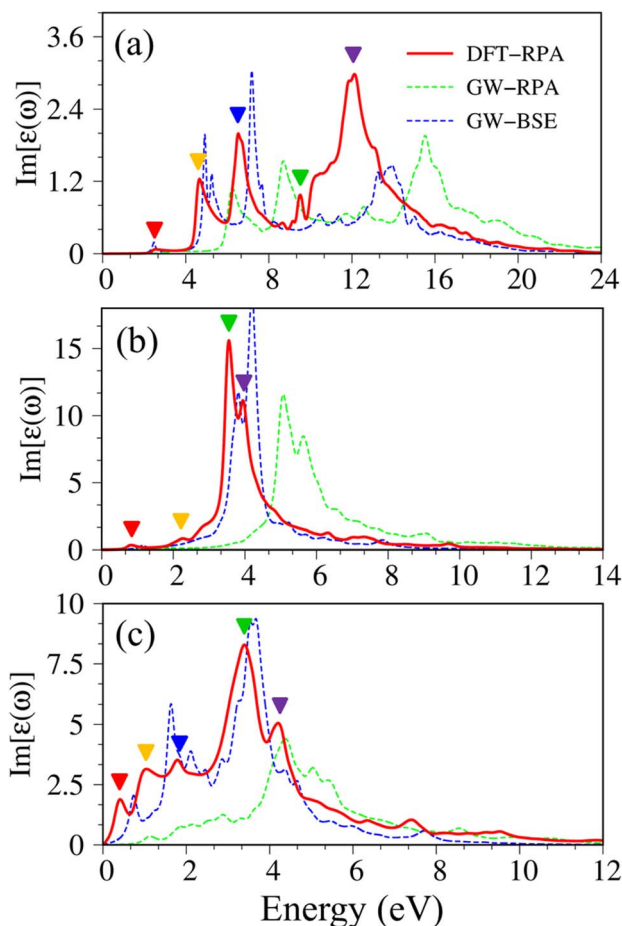 (a)
DFT−RPA
GW−RPA
GW−BSE
Im[ε(ω)]
3.6
2.4
1.2
0
0 4 8 12 16 20 24
(b)
Im[ε(ω)]
15
10
5
0
0 2 4 6 8 10 12 14
(c)
Im[ε(ω)]
10
7.5
5
2.5
0
0 2 4 6 8 10 12
Energy (eV)